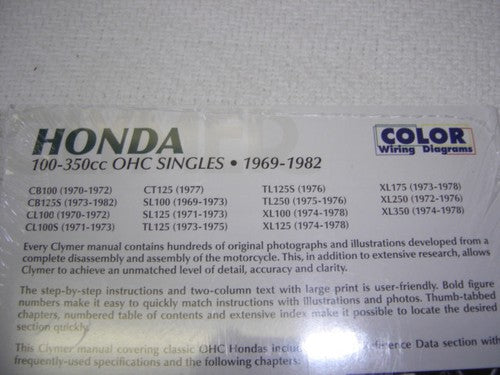 HONDA
100-350cc OHC SINGLES • 1969-1982
COLOR
Wiring Diagrams
CB100 (1970-1972) CT125 (1977) TL125S (1976) XL175 (1973-1978)
CB125S (1973-1982) SL100 (1969-1973) TL250 (1975-1976) XL250 (1972-1976)
CL100 (1970-1972) SL125 (1971-1973) XL100 (1974-1978) XL350 (1974-1978)
CL100S (1971-1973) TL125 (1973-1975) XL125 (1974-1978)
Every Clymer manual contains hundreds of original photographs and illustrations developed from a
complete disassembly and assembly of the motorcycle. This, in addition to extensive research, allows
Clymer to achieve an unmatched level of detail, accuracy and clarity.
The step-by-step instructions and two-column text with large print is user-friendly. Bold figure
numbers make it easy to quickly match instructions with illustrations and photos. Thumb-tabbed
chapters, numbered table of contents and extensive index make it possible to locate the desired
section quickly.
This Clymer manual covering classic OHC Hondas Reference Data section with
and the following chapters: